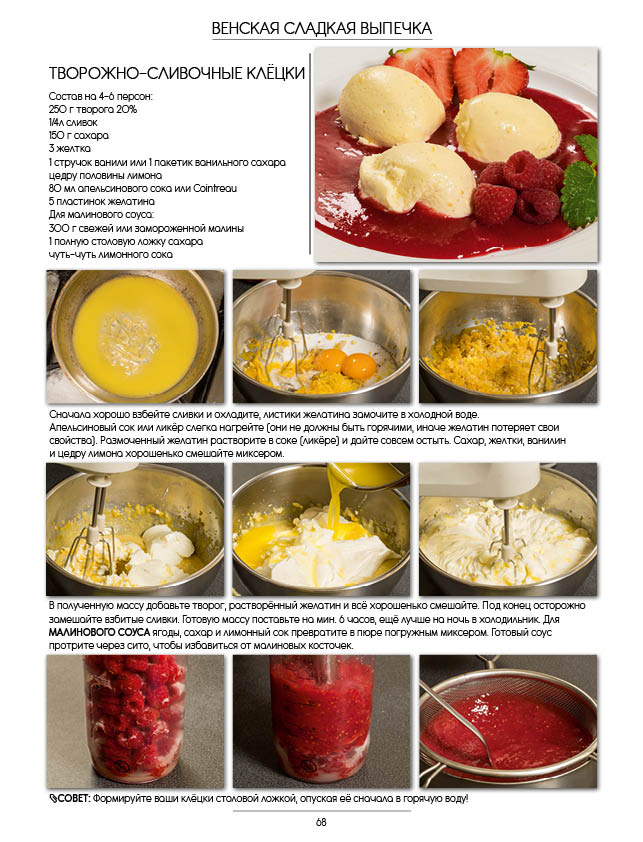 ВЕНСКАЯ СЛАДКАЯ ВЫПЕЧКА
ТВОРОЖНО-СЛИВОЧНЫЕ КЛЁЦКИ
Состав на 4-6 персон:
250 г творога 20%
1/4л сливок
150 г сахара
3 желтка
1 стручок ванили или 1 пакетик ванильного сахара
цедру половины лимона
80 мл апельсинового сока или Cointreau
5 пластинок желатина
Для малинового соуса:
300 г свежей или замороженной малины
1 полную столовую ложку сахара
чуть-чуть лимонного сока
Сначала хорошо взбейте сливки и охладите, листики желатина замочите в холодной воде.
Апельсиновый сок или ликёр слегка нагрейте (они не должны быть горячими, иначе желатин потеряет свои
свойства). Размоченный желатин растворите в соке (ликёре) и дайте совсем остыть. Сахар, желтки, ванилин
и цедру лимона хорошенько смешайте миксером.
В полученную массу добавьте творог, растворённый желатин и всё хорошенько смешайте. Под конец осторожно
замешайте взбитые сливки. Готовую массу поставьте на мин. 6 часов, ещё лучше на ночь в холодильник. Для
МАЛИНОВОГО СОУСА ягоды, сахар и лимонный сок превратите в пюре погружным миксером. Готовый соус
протрите через сито, чтобы избавиться от малиновых косточек.
СОВЕТ: Формируйте ваши клёцки столовой ложкой, опуская её сначала в горячую воду!
68